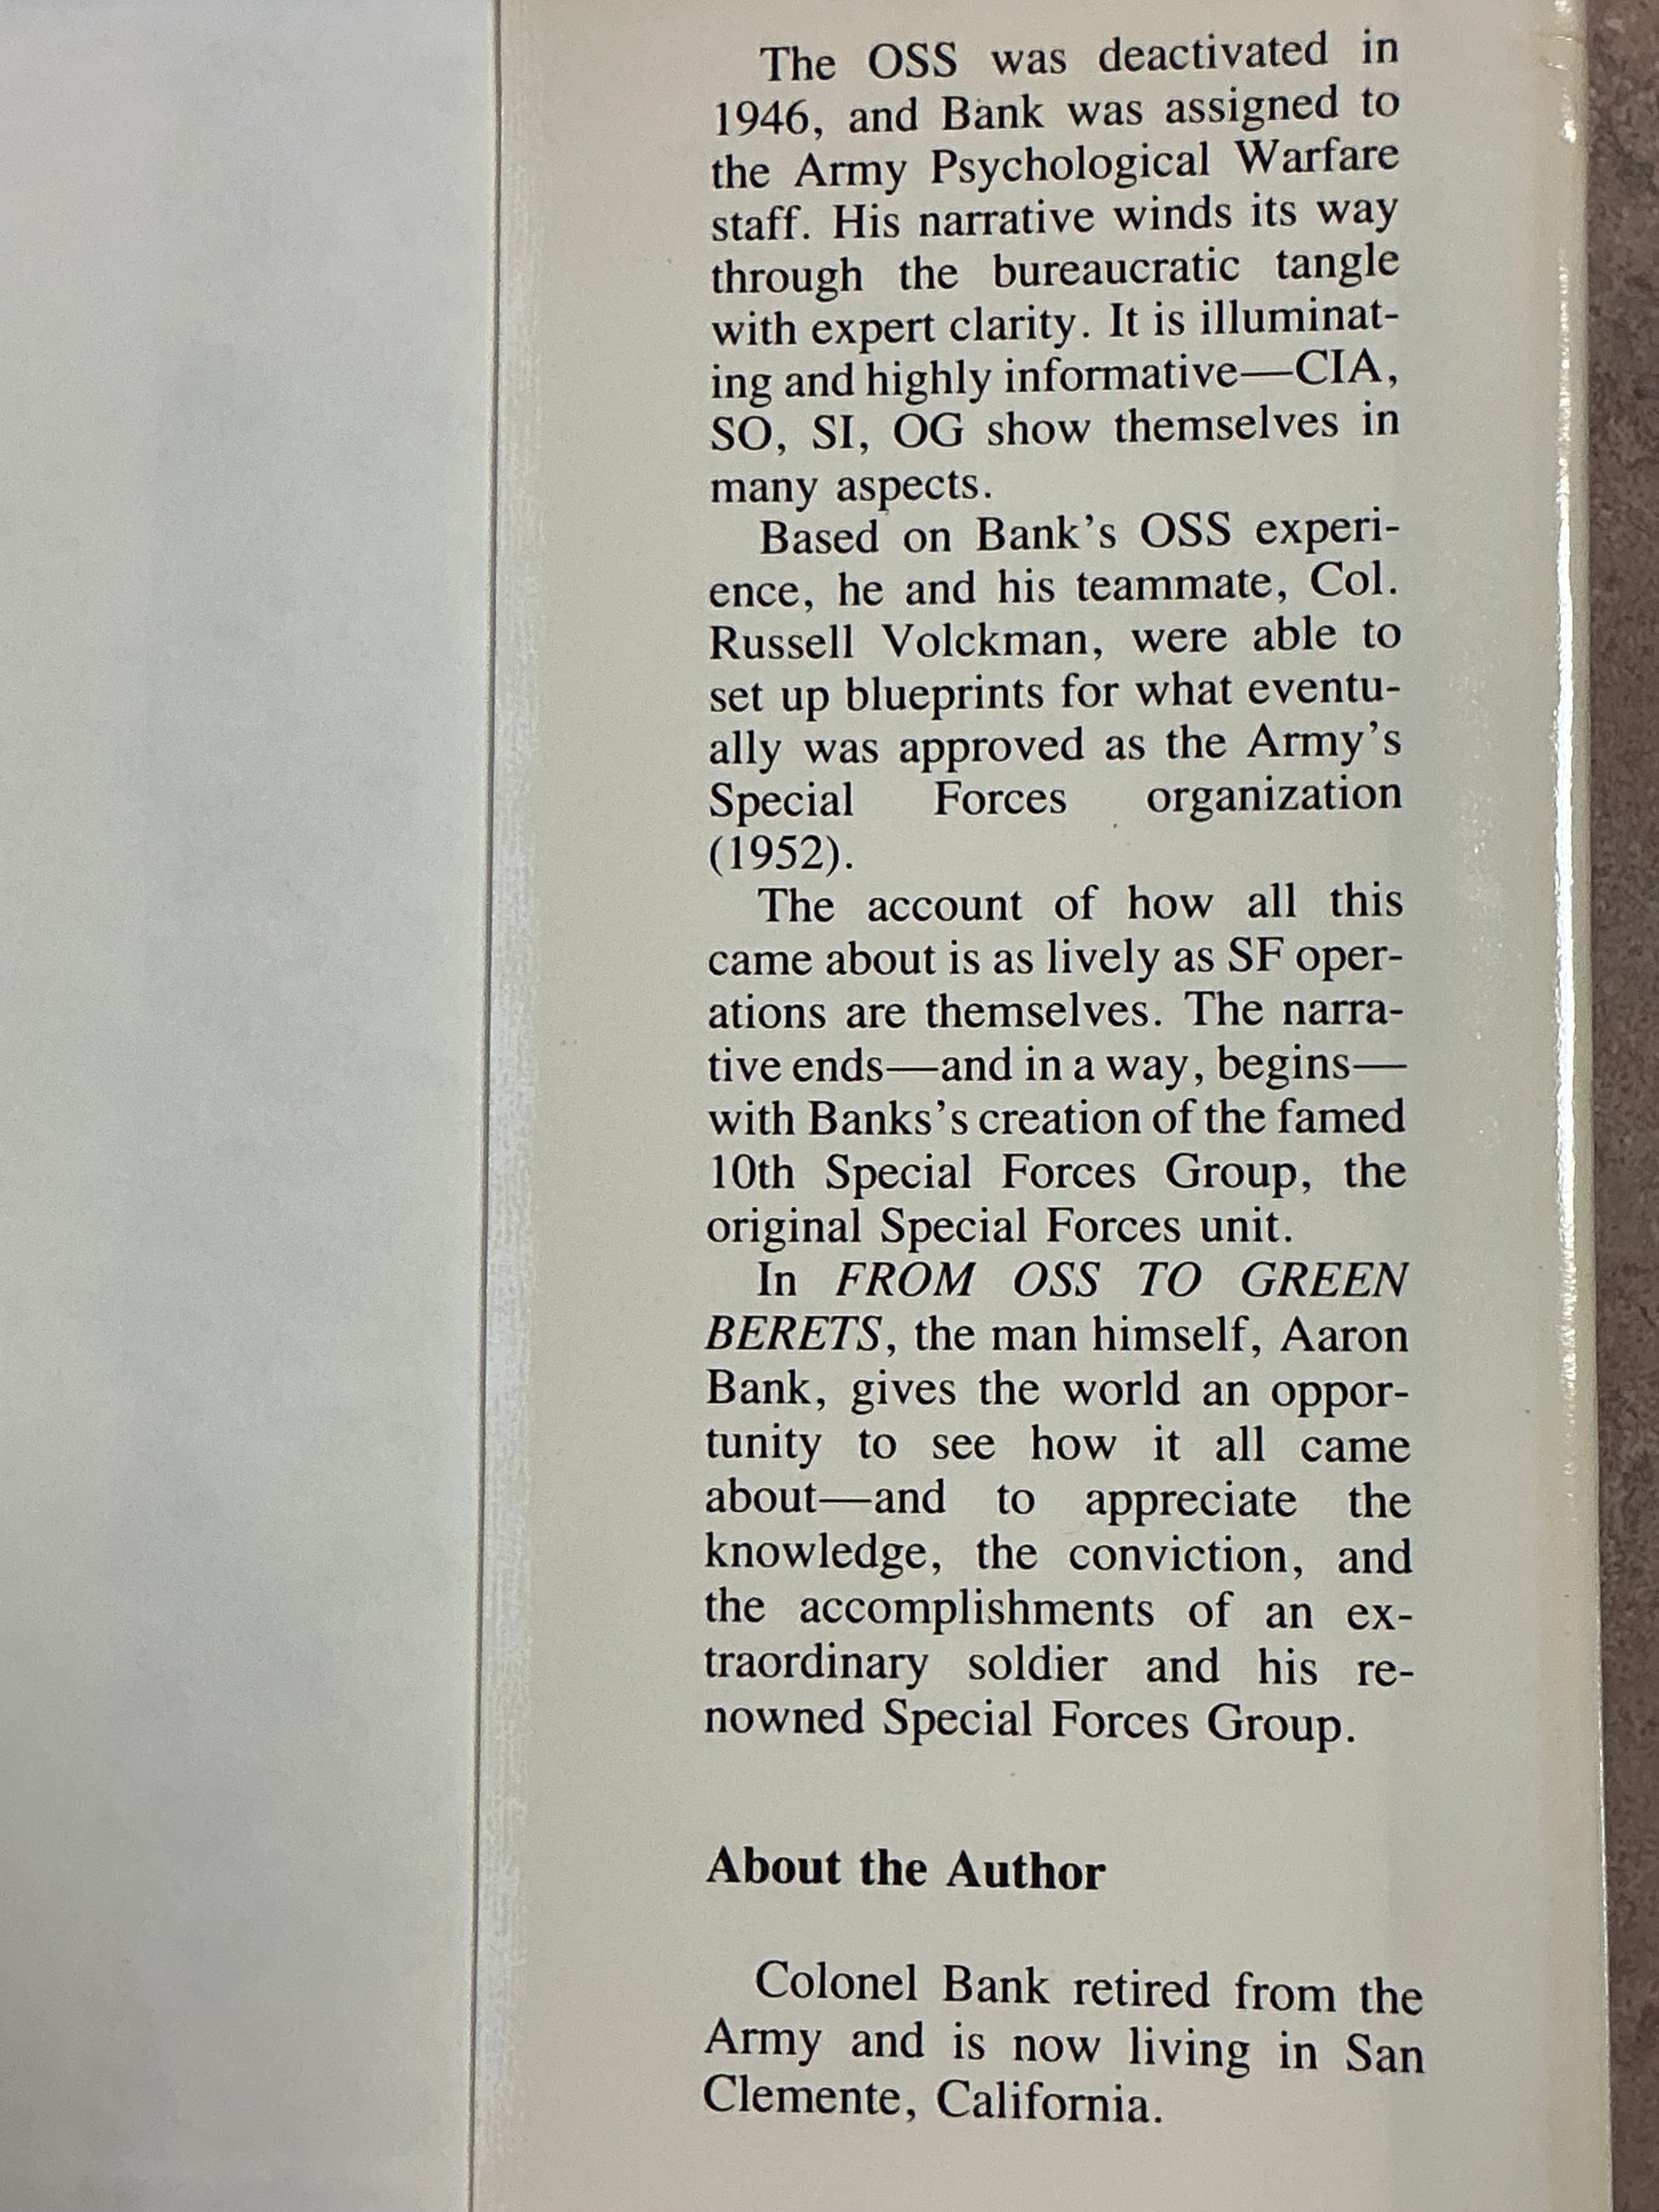 The OSS was deactivated in
1946, and Bank was assigned to
the Army Psychological Warfare
staff. His narrative winds its way
through the bureaucratic tangle
with expert clarity. It is illuminat-
ing and highly informative—CIA,
SO, SI, OG show themselves in
many aspects.
Based on Bank's OSS experi-
ence, he and his teammate, Col.
Russell Volckman, were able to
set up blueprints for what eventu-
ally was approved as the Army's
Special Forces organization
(1952).
The account of how all this
came about is as lively as SF oper-
ations are themselves. The narra-
tive ends—and in a way, begins—
with Banks's creation of the famed
10th Special Forces Group, the
original Special Forces unit.
In FROM OSS TO GREEN
BERETS, the man himself, Aaron
Bank, gives the world an oppor-
tunity to see how it all came
about—and to appreciate the
knowledge, the conviction, and
the accomplishments of an ex-
traordinary soldier and his re-
nowned Special Forces Group.
About the Author
Colonel Bank retired from the
Army and is now living in San
Clemente, California.